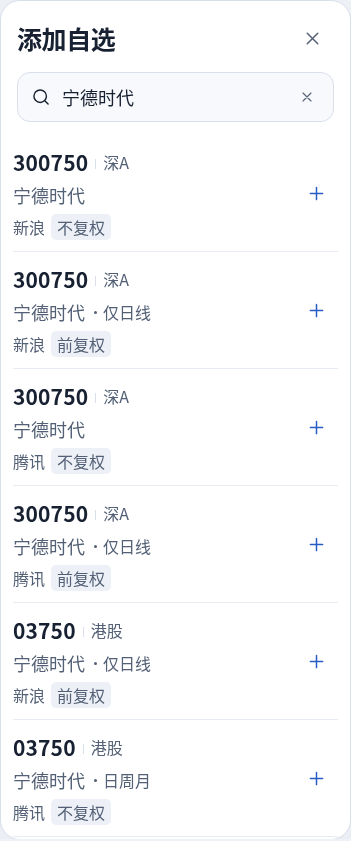 添加自选
宁德时代
300750 深A
宁德时代
新浪 不复权
300750 深A
宁德时代 · 仅日线
新浪 前复权
300750 深A
宁德时代
腾讯 不复权
300750 深A
宁德时代 · 仅日线
腾讯 前复权
03750 港股
宁德时代 · 仅日线
新浪 前复权
03750 港股
宁德时代 · 日周月
腾讯 不复权